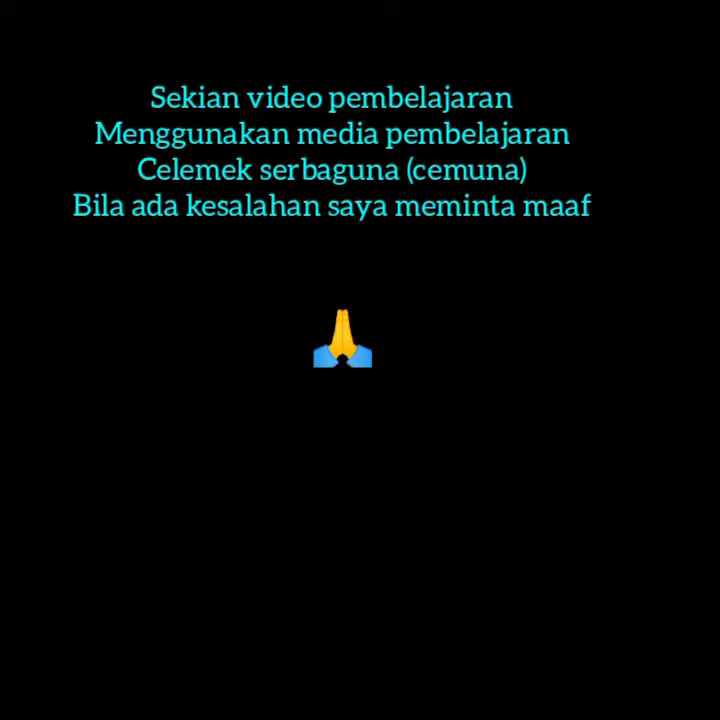 Sekian video pembelajaran
Menggunakan media pembelajaran
Celemek serbaguna (cemuna)
Bila ada kesalahan saya meminta maaf
🙏